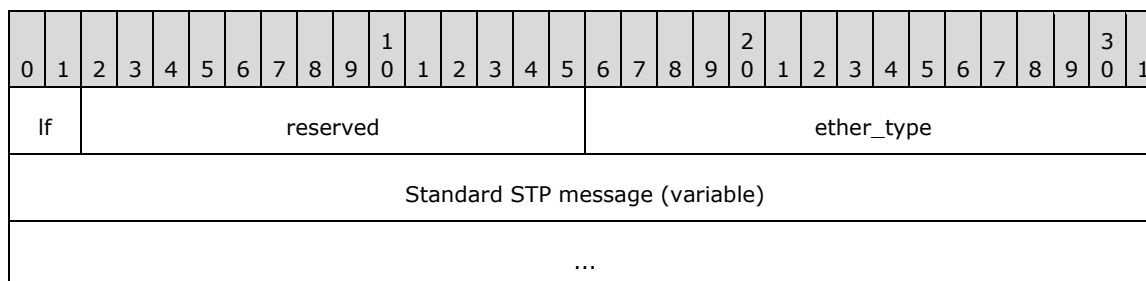 1 2 3
0 1 2 3 4 5 6 7 8 9 0 1 2 3 4 5 6 7 8 9 0 1 2 3 4 5 6 7 8 9 0 1
lf reserved ether_type
Standard STP message (variable)
...